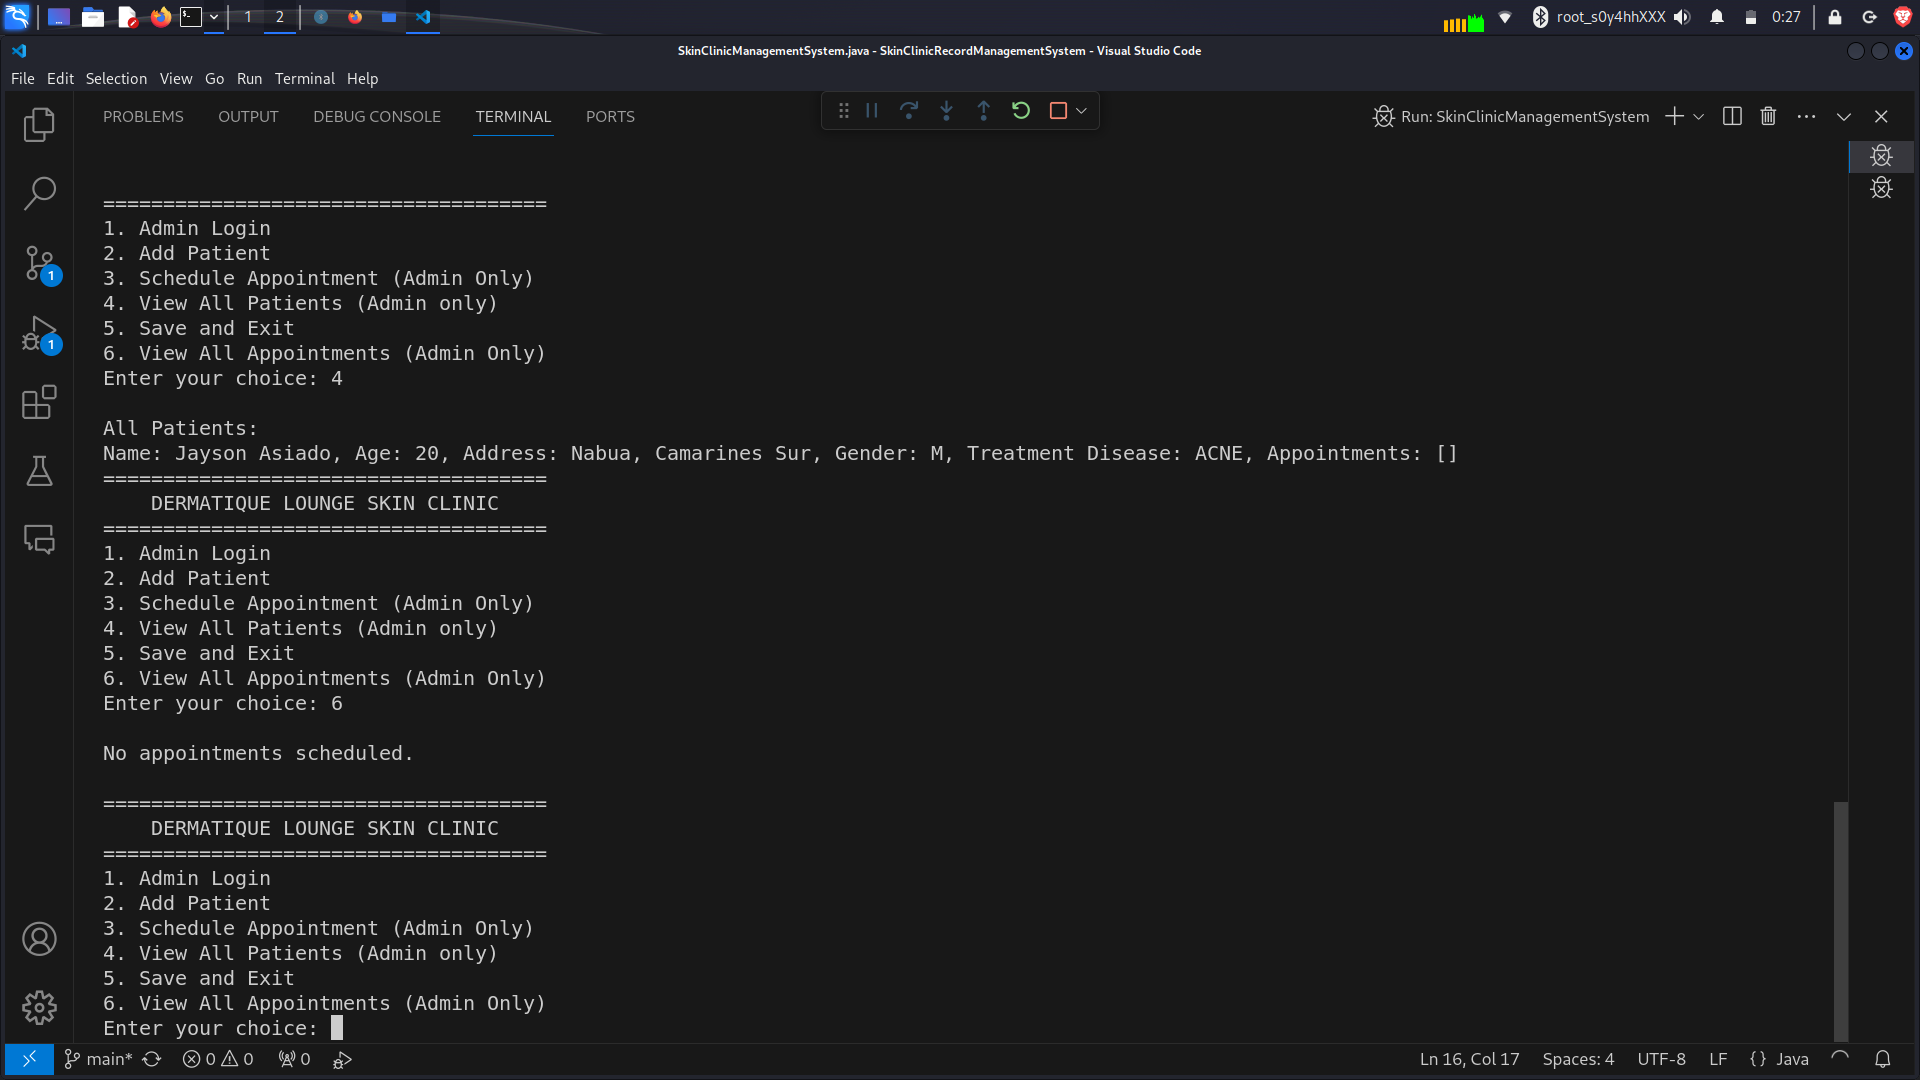 1
2
root_s0y4hhXXX
0:27
SkinClinicManagementSystem.java - SkinClinicRecordManagementSystem - Visual Studio Code
File Edit Selection View Go Run Terminal Help
PROBLEMS OUTPUT DEBUG CONSOLE TERMINAL PORTS
Run: SkinClinicManagementSystem
=====================================
1. Admin Login
2. Add Patient
3. Schedule Appointment (Admin Only)
4. View All Patients (Admin only)
5. Save and Exit
6. View All Appointments (Admin Only)
Enter your choice: 4
All Patients:
Name: Jayson Asiado, Age: 20, Address: Nabua, Camarines Sur, Gender: M, Treatment Disease: ACNE, Appointments: []
=====================================
DERMATIQUE LOUNGE SKIN CLINIC
=====================================
1. Admin Login
2. Add Patient
3. Schedule Appointment (Admin Only)
4. View All Patients (Admin only)
5. Save and Exit
6. View All Appointments (Admin Only)
Enter your choice: 6
No appointments scheduled.
=====================================
DERMATIQUE LOUNGE SKIN CLINIC
=====================================
1. Admin Login
2. Add Patient
3. Schedule Appointment (Admin Only)
4. View All Patients (Admin only)
5. Save and Exit
6. View All Appointments (Admin Only)
Enter your choice:
1
1
main* 0 0 0
Ln 16, Col 17 Spaces: 4 UTF-8 LF {} Java